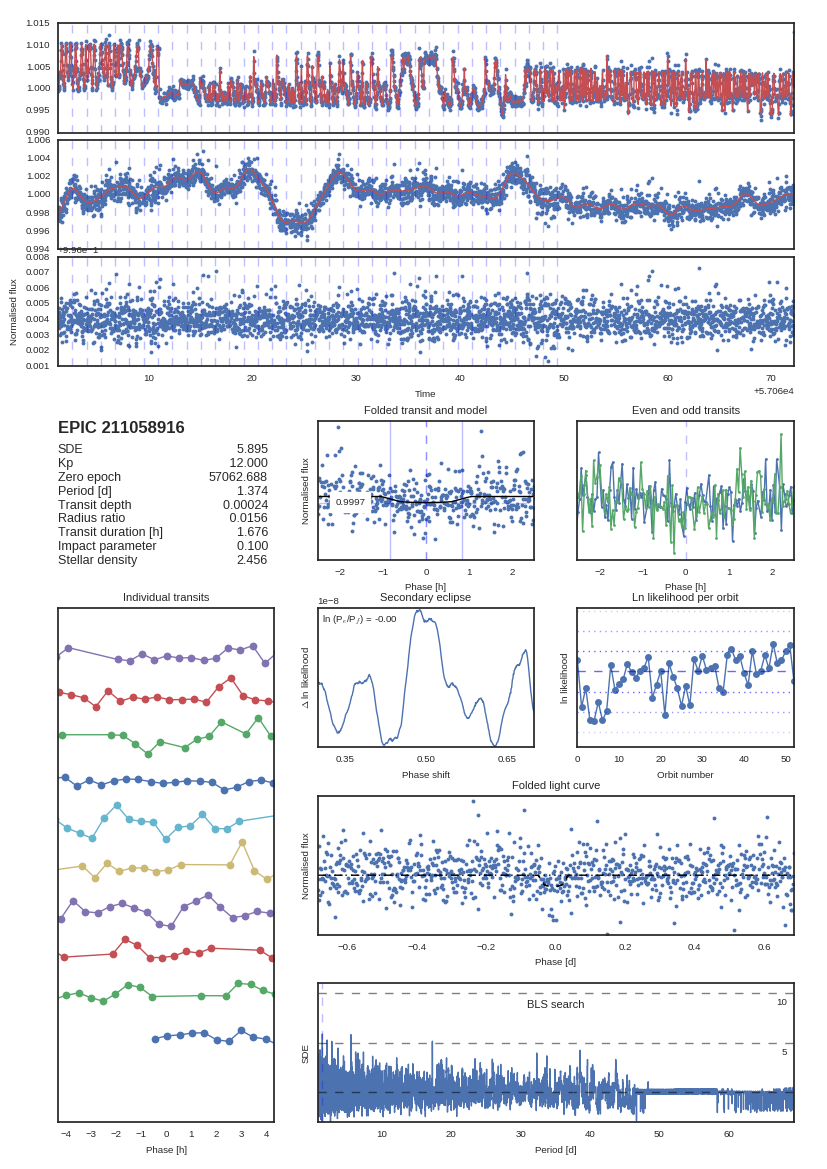 1.015
1.010
1.005
1.000
0.995
0.990
1.006
1.004
1.002
1.000
0.998
0.996
0.994
+9.96e−1
0.008
0.007
0.006
0.005
0.004
0.003
0.002
0.001
Normalised flux
10 20 30 40 50 60 70
Time
+5.706e4
EPIC 211058916
SDE 5.895
Kp 12.000
Zero epoch 57062.688
Period [d] 1.374
Transit depth 0.00024
Radius ratio 0.0156
Transit duration [h] 1.676
Impact parameter 0.100
Stellar density 2.456
Folded transit and model
Normalised flux
0.9997
−2 −1 0 1 2
Phase [h]
Even and odd transits
−2 −1 0 1 2
Phase [h]
Individual transits
−4 −3 −2 −1 0 1 2 3 4
Phase [h]
Secondary eclipse
1e−8
ln (Pₑ/P𝑓) = -0.00
Δ ln likelihood
0.35 0.50 0.65
Phase shift
Ln likelihood per orbit
ln likelihood
0 10 20 30 40 50
Orbit number
Folded light curve
Normalised flux
−0.6 −0.4 −0.2 0.0 0.2 0.4 0.6
Phase [d]
BLS search
10
5
SDE
10 20 30 40 50 60
Period [d]